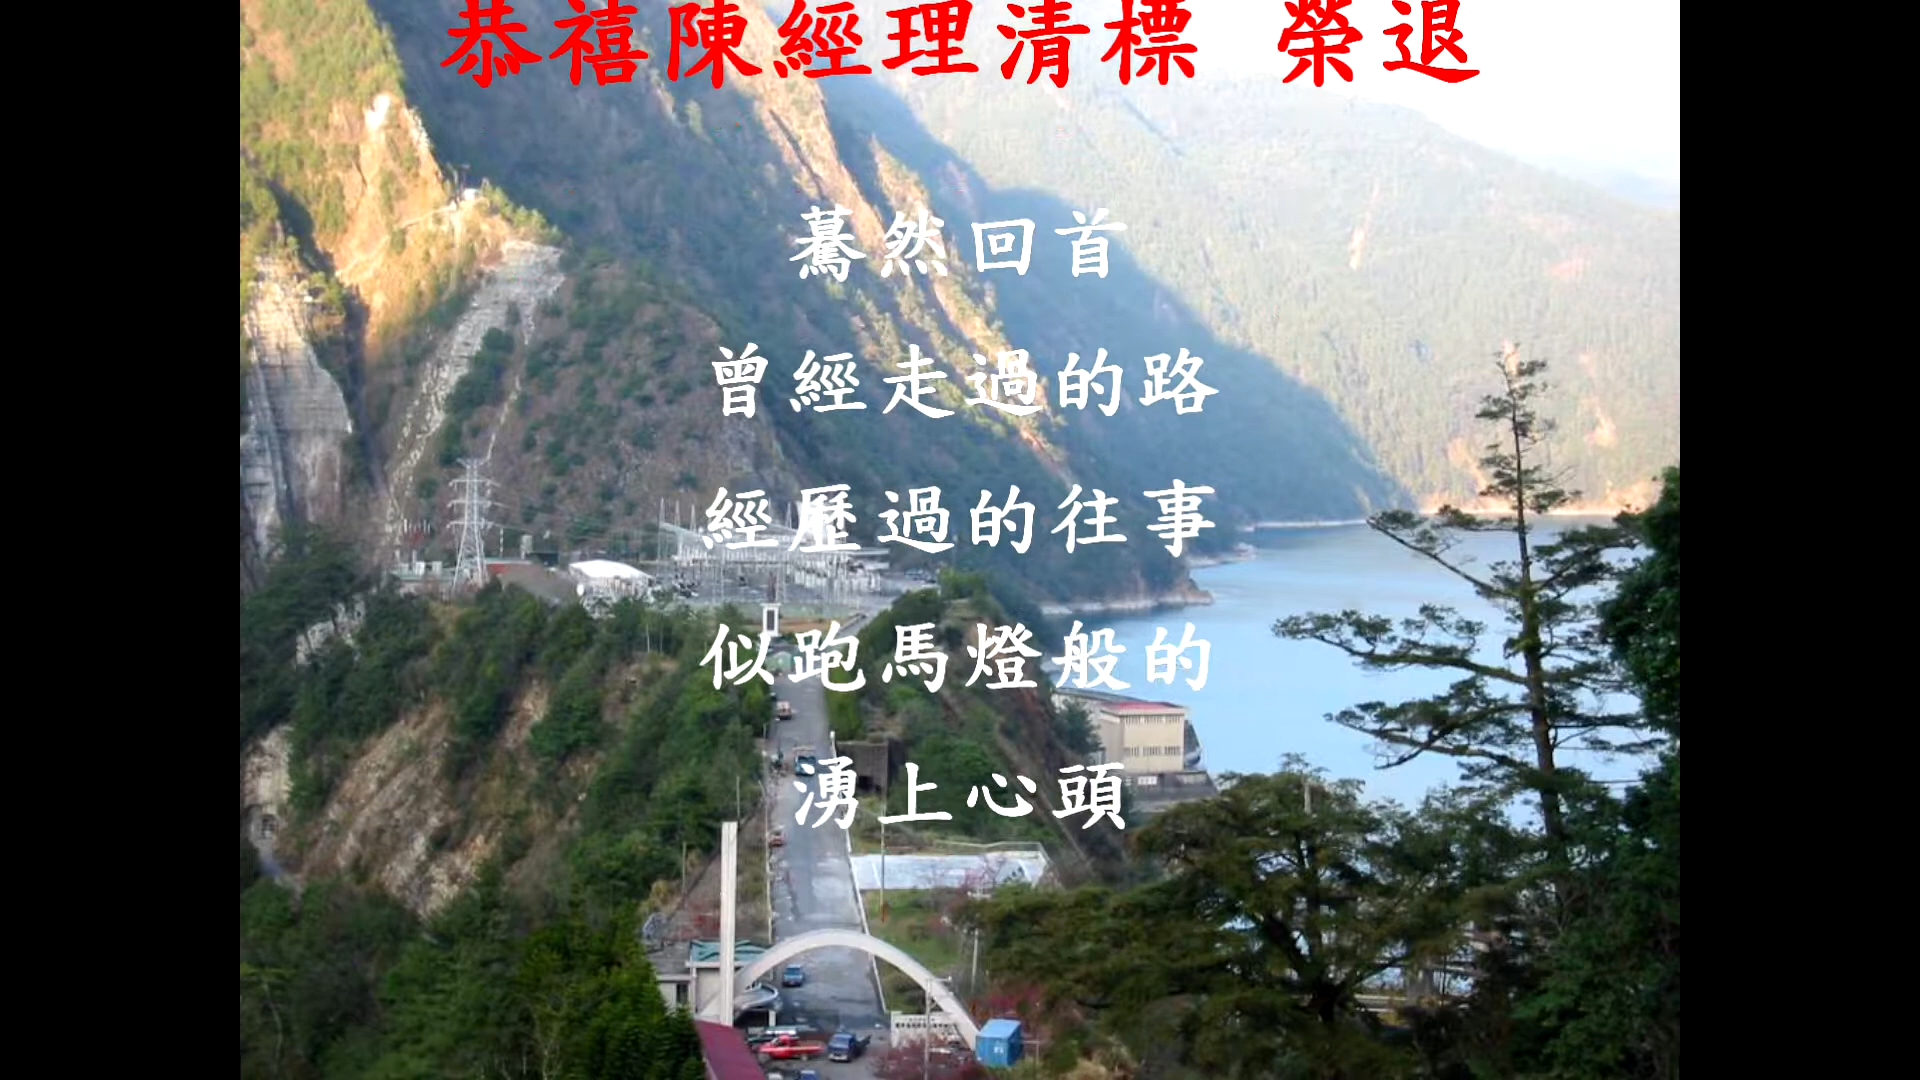 恭禧陳經理清標 榮退
驀然回首
曾經走過的路
經歷過的往事
似跑馬燈般的
湧上心頭